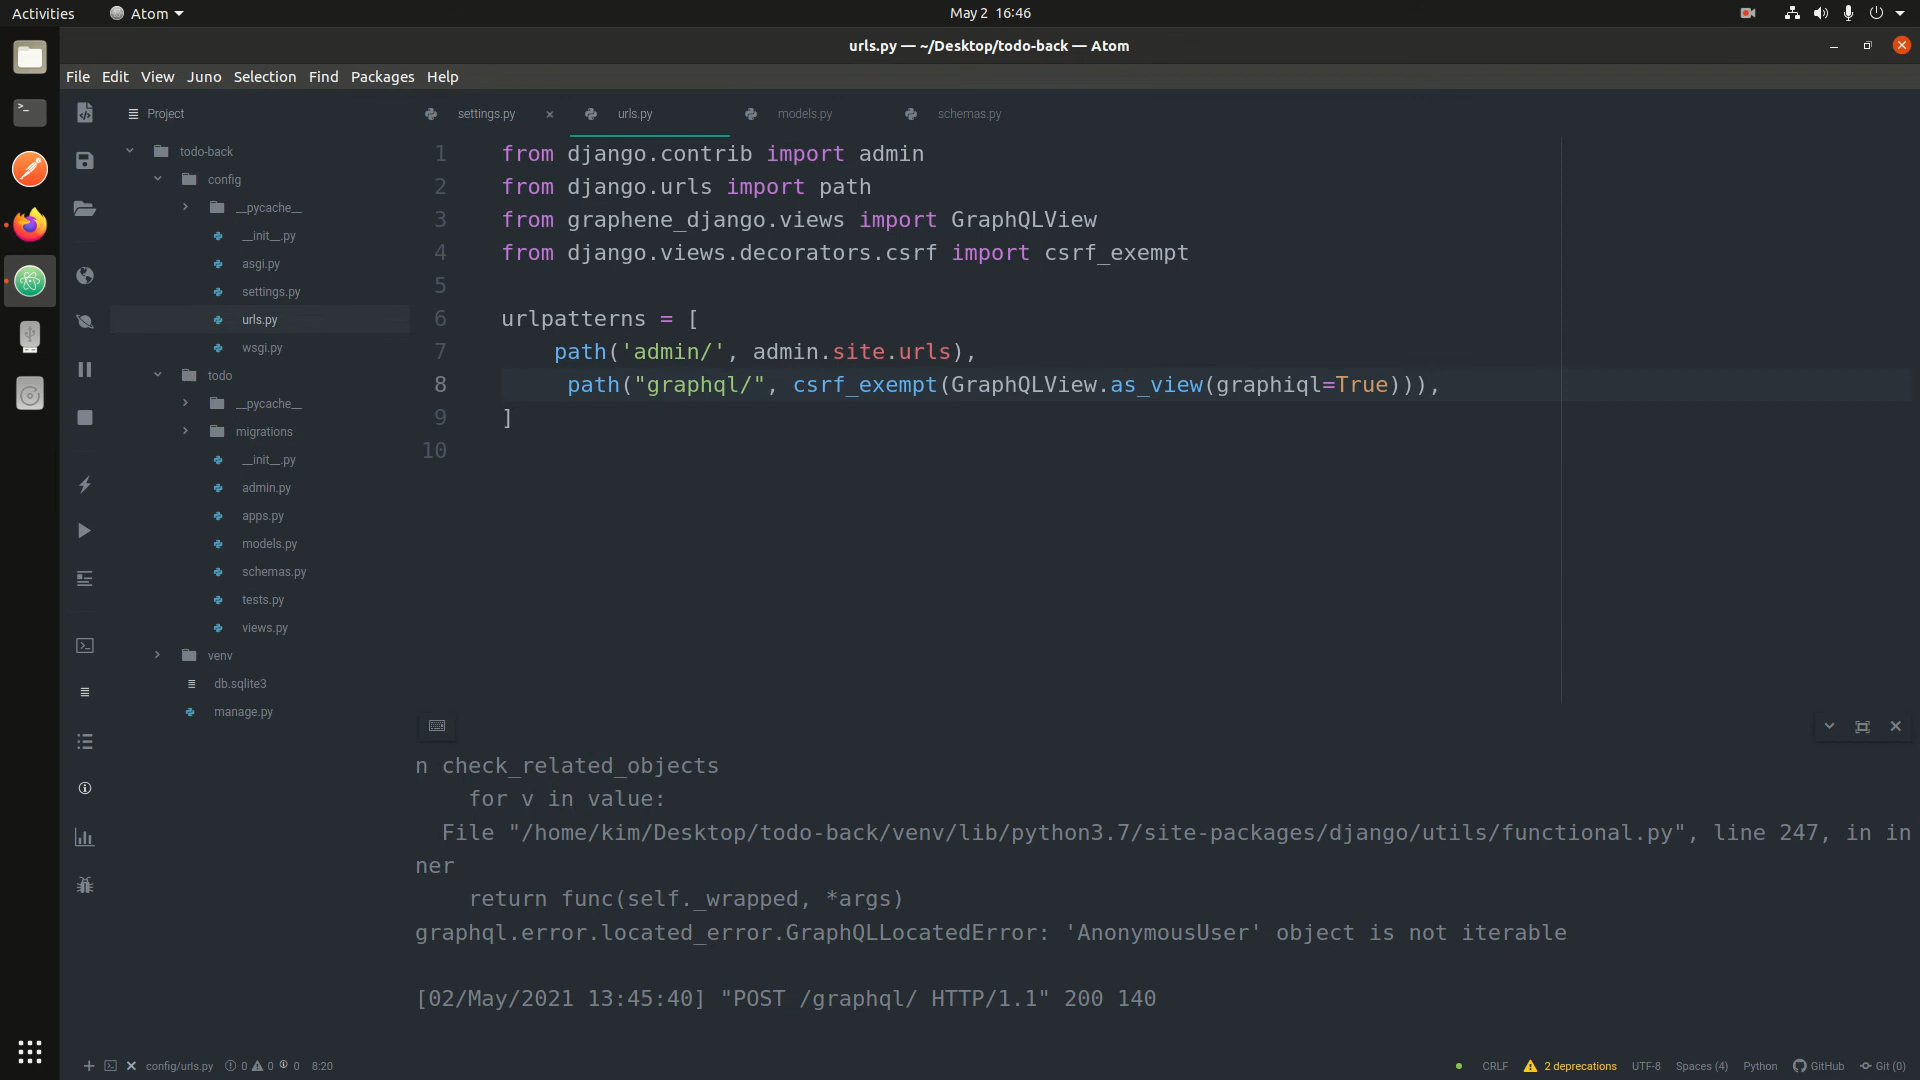 Activities
Atom
May 2 16:46
urls.py — ~/Desktop/todo-back — Atom
File Edit View Juno Selection Find Packages Help
Project
todo-back
config
__pycache__
__init__.py
asgi.py
settings.py
urls.py
wsgi.py
todo
__pycache__
migrations
__init__.py
admin.py
apps.py
models.py
schemas.py
tests.py
views.py
venv
db.sqlite3
manage.py
settings.py × urls.py models.py schemas.py
1 from django.contrib import admin
2 from django.urls import path
3 from graphene_django.views import GraphQLView
4 from django.views.decorators.csrf import csrf_exempt
5
6 urlpatterns = [
7     path('admin/', admin.site.urls),
8      path("graphql/", csrf_exempt(GraphQLView.as_view(graphiql=True))),
9 ]
10
n check_related_objects
    for v in value:
  File "/home/kim/Desktop/todo-back/venv/lib/python3.7/site-packages/django/utils/functional.py", line 247, in in
ner
    return func(self._wrapped, *args)
graphql.error.located_error.GraphQLLocatedError: 'AnonymousUser' object is not iterable
[02/May/2021 13:45:40] "POST /graphql/ HTTP/1.1" 200 140
config/urls.py 0 0 0 8:20 CRLF 2 deprecations UTF-8 Spaces (4) Python GitHub Git (0)